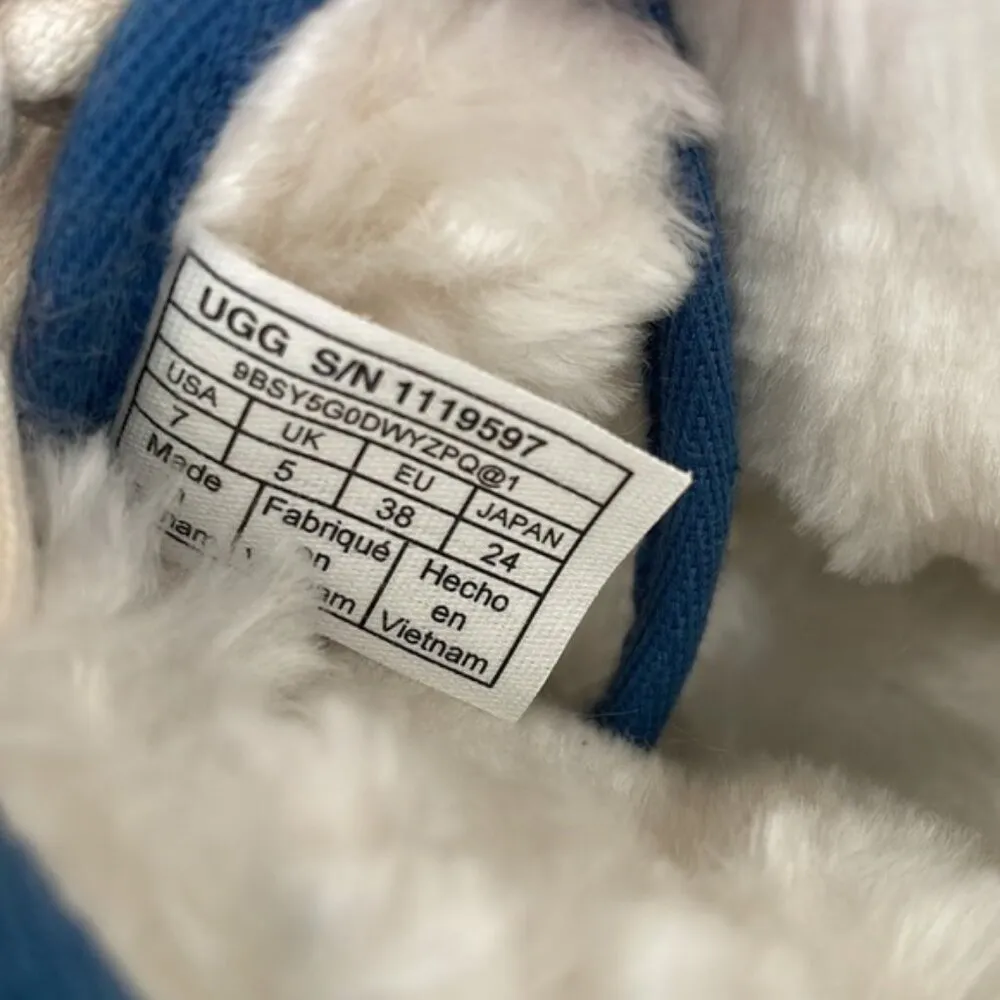 UGG S/N 1119597
9BSY5G0DWYZPQ@1
USA UK EU JAPAN
7 5 38 24
Made Fabriqué Hecho
en
Vietnam